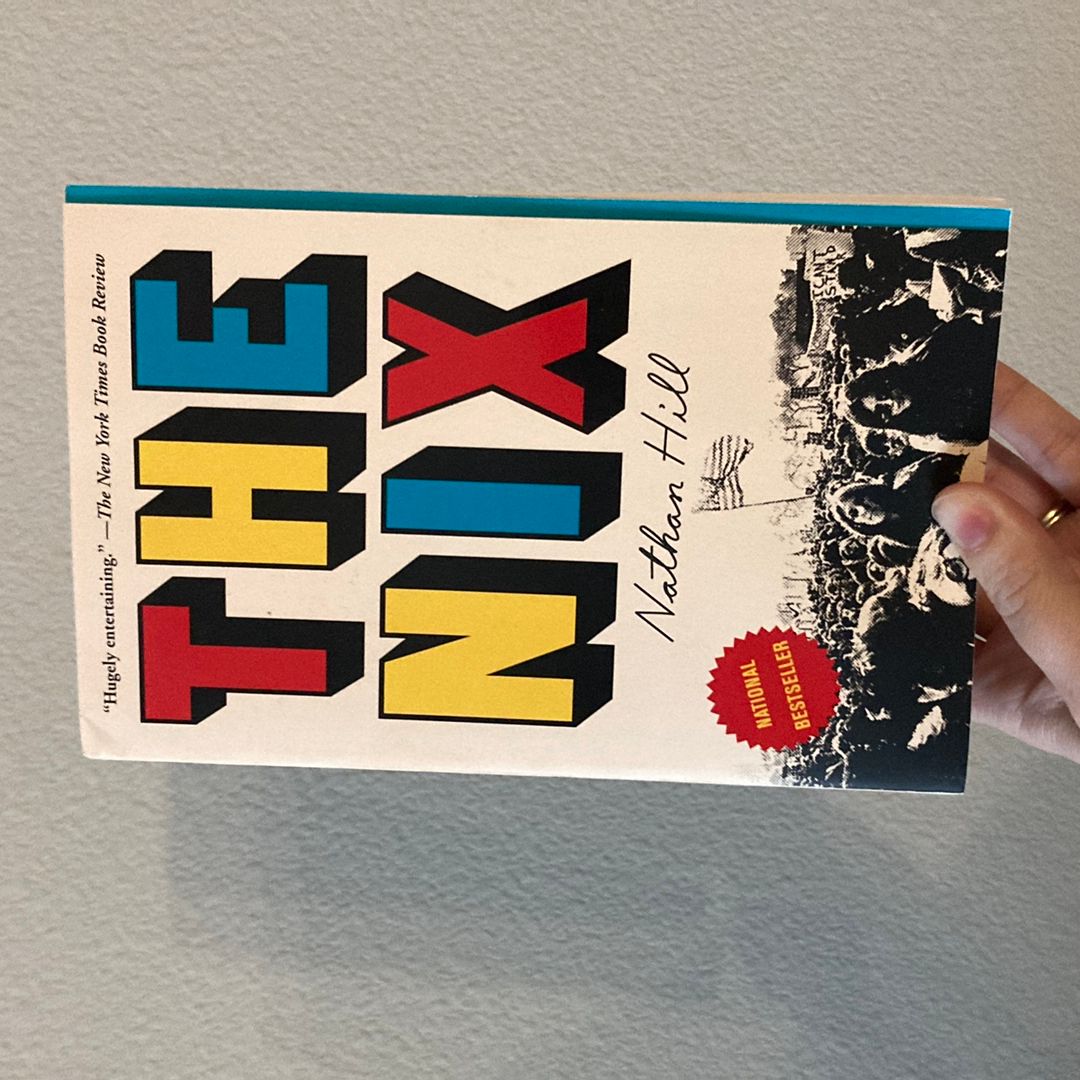 “Hugely entertaining.” —The New York Times Book Review
THE
NIX
Nathan Hill
NATIONAL
BESTSELLER